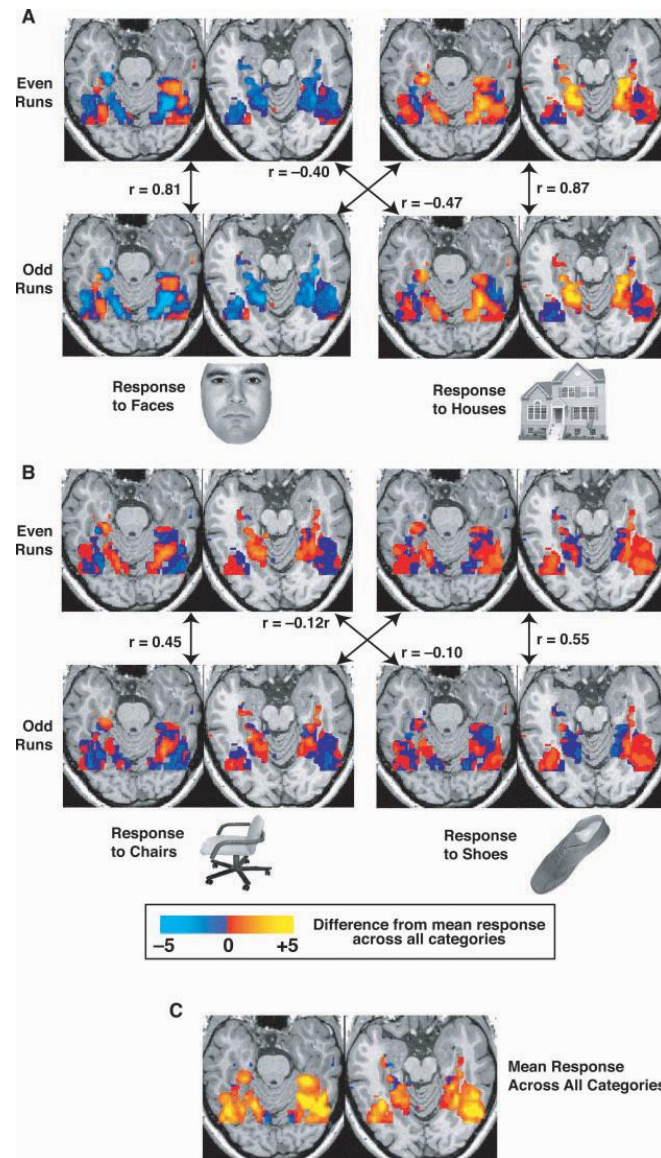 A
Even
Runs
r = 0.81
r = –0.40
r = –0.47
r = 0.87
Odd
Runs
Response
to Faces
Response
to Houses
B
Even
Runs
r = 0.45
r = –0.12r
r = –0.10
r = 0.55
Odd
Runs
Response
to Chairs
Response
to Shoes
–5 0 +5
Difference from mean response
across all categories
C
Mean Response
Across All Categories